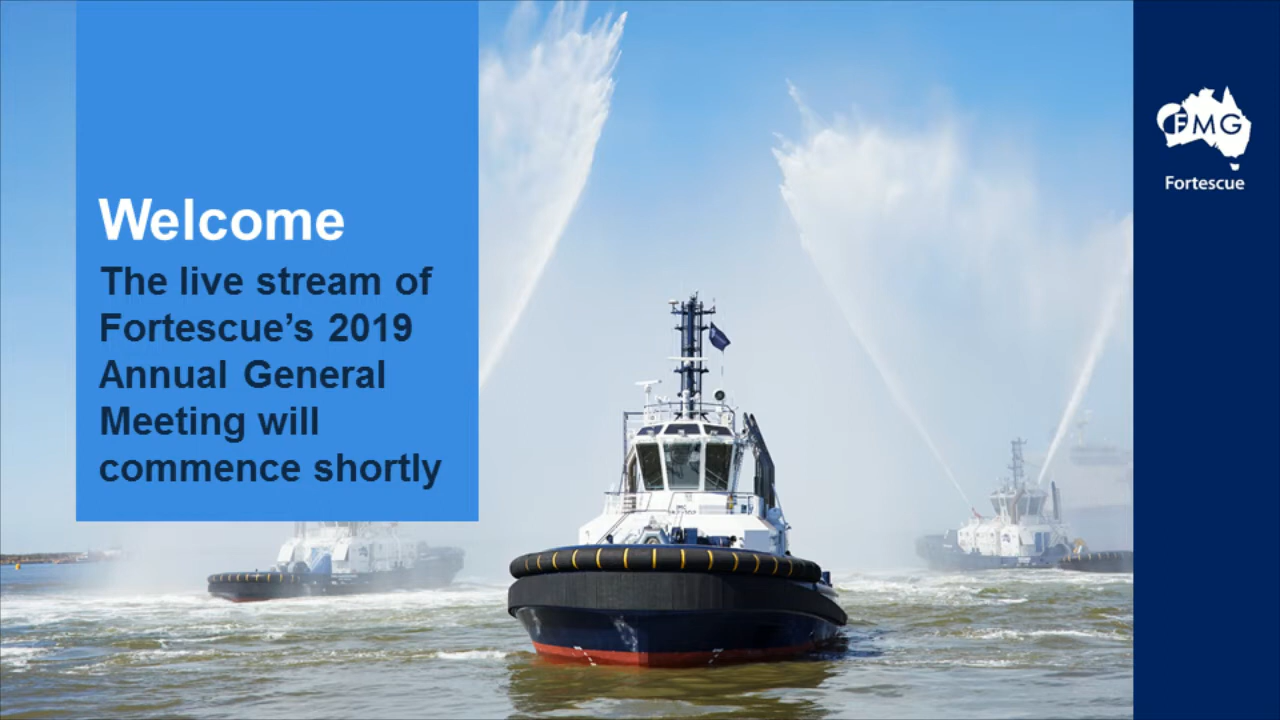 Welcome
The live stream of
Fortescue's 2019
Annual General
Meeting will
commence shortly
FMG
Fortescue